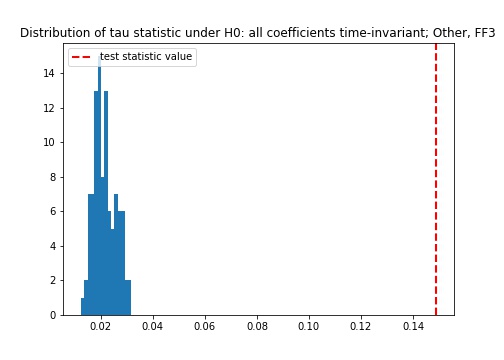 Distribution of tau statistic under H0: all coefficients time-invariant; Other, FF3
test statistic value
14
12
10
8
6
4
2
0
0.02 0.04 0.06 0.08 0.10 0.12 0.14